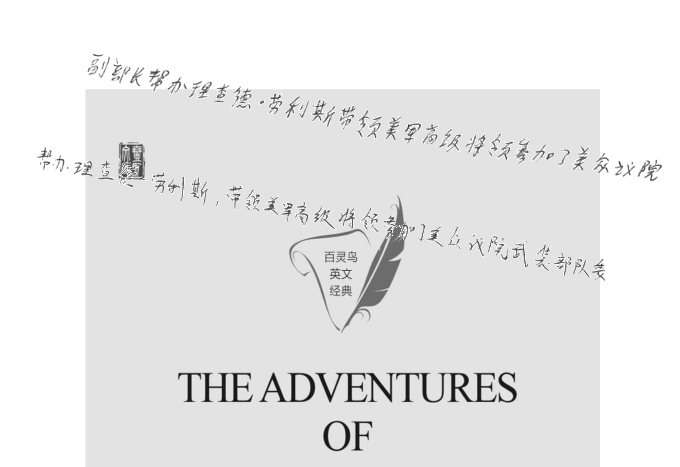 副部长帮办理查德·劳利斯带领美军高级将领参加了美众议院
帮办理查德 劳利斯，带领美军高级将领参加了美众议院武装部队委
百灵鸟
英文
经典
THE ADVENTURES
OF